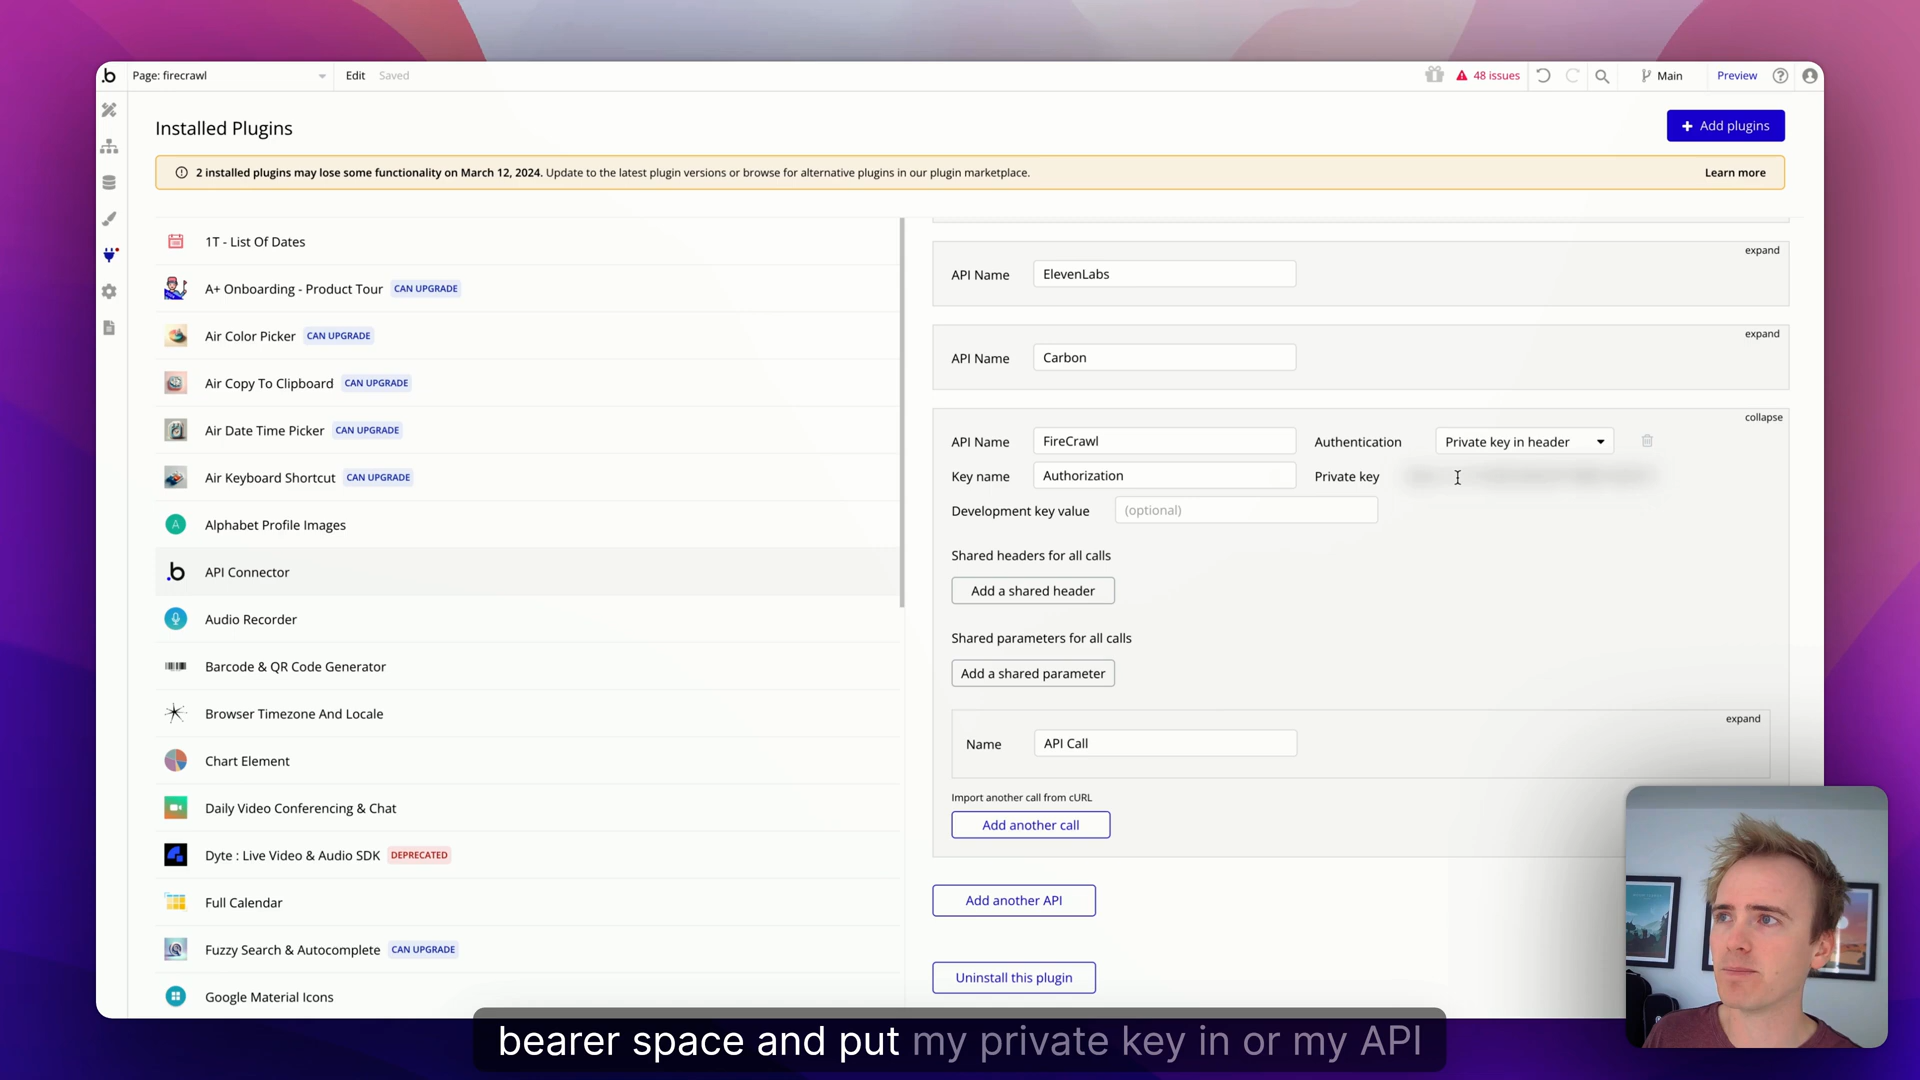 .b Page: firecrawl Edit Saved 48 issues Main Preview ?
Installed Plugins
+ Add plugins
2 installed plugins may lose some functionality on March 12, 2024. Update to the latest plugin versions or browse for alternative plugins in our plugin marketplace. Learn more
1T - List Of Dates
A+ Onboarding - Product Tour CAN UPGRADE
Air Color Picker CAN UPGRADE
Air Copy To Clipboard CAN UPGRADE
Air Date Time Picker CAN UPGRADE
Air Keyboard Shortcut CAN UPGRADE
A Alphabet Profile Images
.b API Connector
Audio Recorder
Barcode & QR Code Generator
Browser Timezone And Locale
Chart Element
Daily Video Conferencing & Chat
Dyte : Live Video & Audio SDK DEPRECATED
Full Calendar
Fuzzy Search & Autocomplete CAN UPGRADE
Google Material Icons
expand
API Name ElevenLabs
expand
API Name Carbon
collapse
API Name FireCrawl Authentication Private key in header
Key name Authorization Private key
Development key value (optional)
Shared headers for all calls
Add a shared header
Shared parameters for all calls
Add a shared parameter
expand
Name API Call
Import another call from cURL
Add another call
Add another API
Uninstall this plugin
bearer space and put my private key in or my API